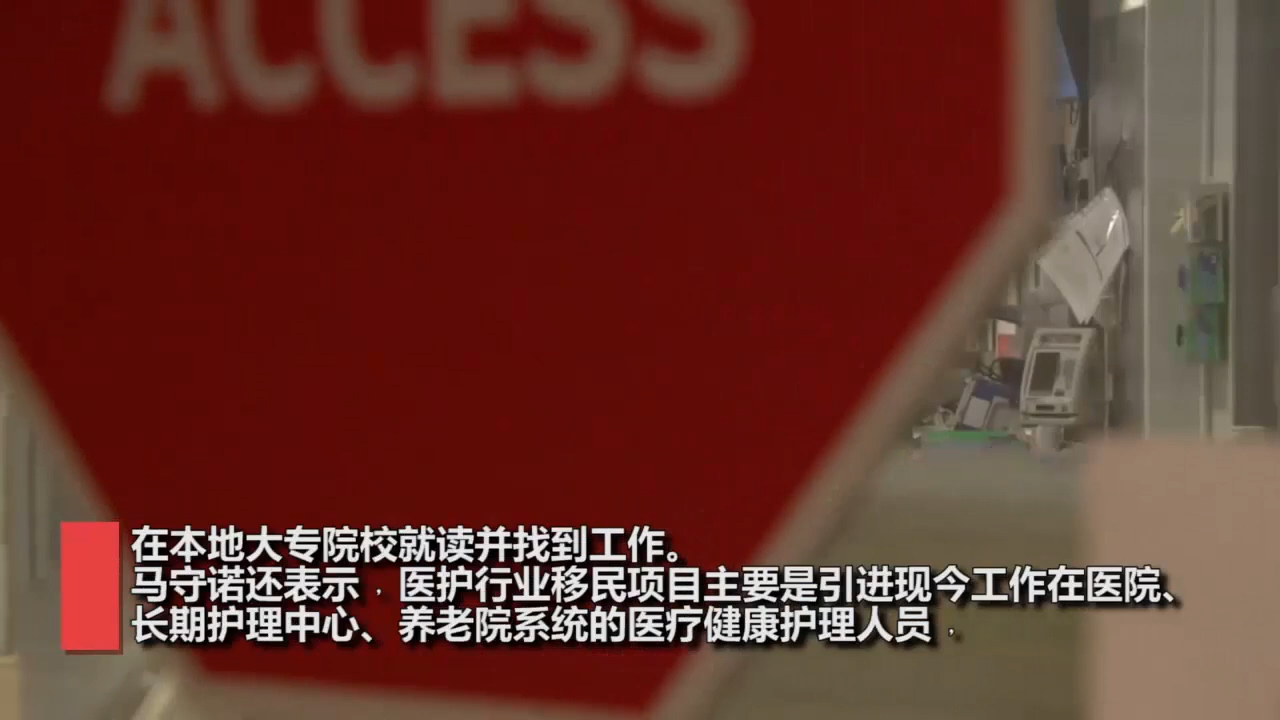 ACCESS
在本地大专院校就读并找到工作。
马守诺还表示，医护行业移民项目主要是引进现今工作在医院、
长期护理中心、养老院系统的医疗健康护理人员，